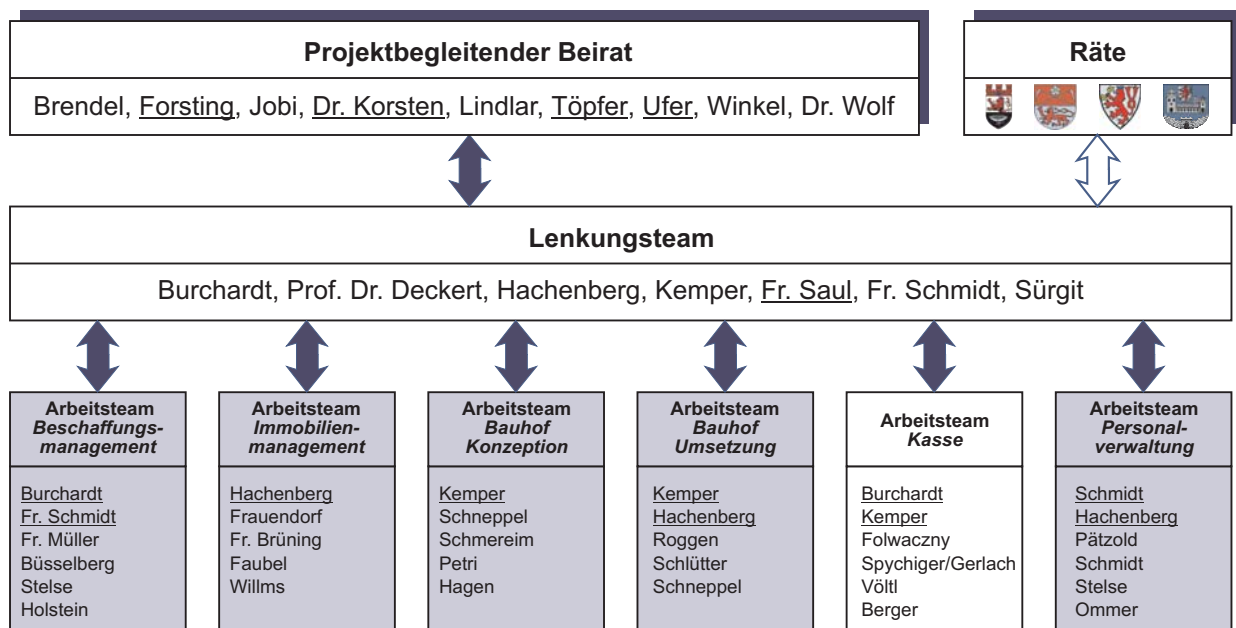 Projektbegleitender Beirat
Brendel, Forsting, Jobi, Dr. Korsten, Lindlar, Töpfer, Ufer, Winkel, Dr. Wolf
Räte
Lenkungsteam
Burchardt, Prof. Dr. Deckert, Hachenberg, Kemper, Fr. Saul, Fr. Schmidt, Sürgit
Arbeitsteam
Beschaffungs-
management
Burchardt
Fr. Schmidt
Fr. Müller
Büsselberg
Stelse
Holstein
Arbeitsteam
Immobilien-
management
Hachenberg
Frauendorf
Fr. Brüning
Faubel
Willms
Arbeitsteam
Bauhof
Konzeption
Kemper
Schneppel
Schmereim
Petri
Hagen
Arbeitsteam
Bauhof
Umsetzung
Kemper
Hachenberg
Roggen
Schlütter
Schneppel
Arbeitsteam
Kasse
Burchardt
Kemper
Folwaczny
Spychiger/Gerlach
Völtl
Berger
Arbeitsteam
Personal-
verwaltung
Schmidt
Hachenberg
Pätzold
Schmidt
Stelse
Ommer